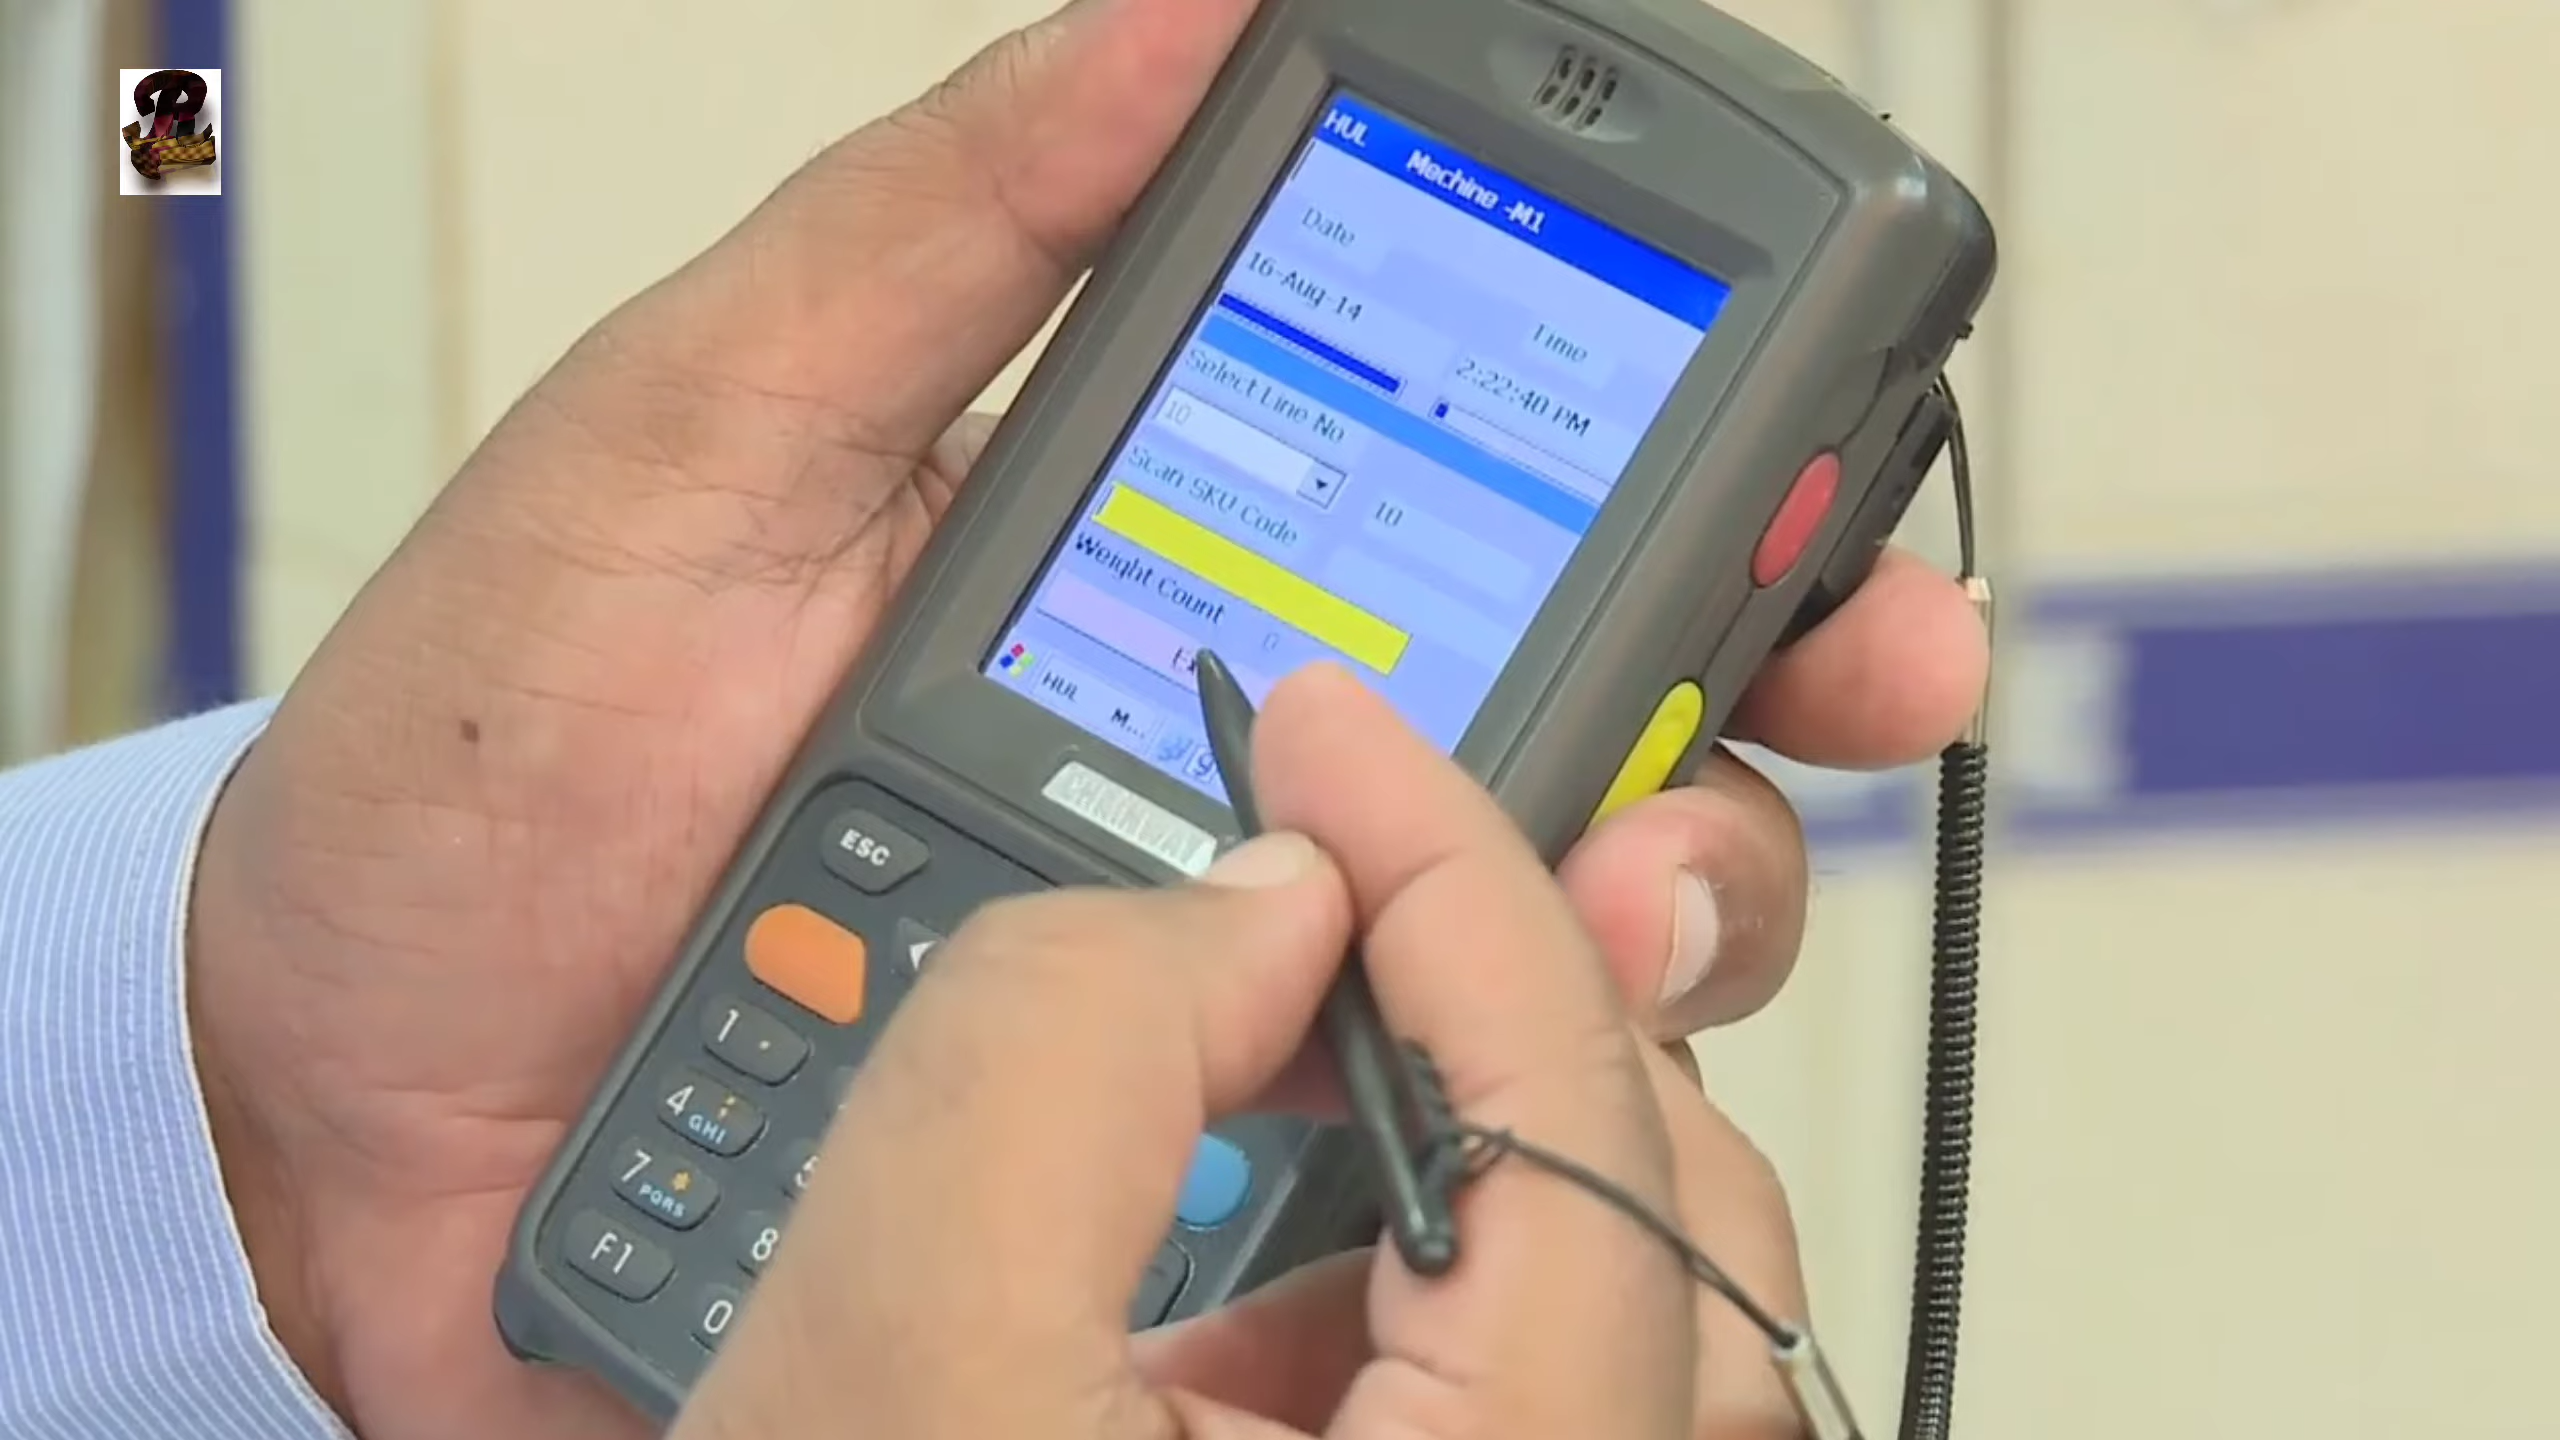 HUL Mechine -M1
Date
16-Aug-14
Time
2:22:40 PM
Select Line No
10
10
Scan SKU Code
Weight Count
0
HUL M...
ESC
1 .
4 GHI
7 PQRS
8
F1
0